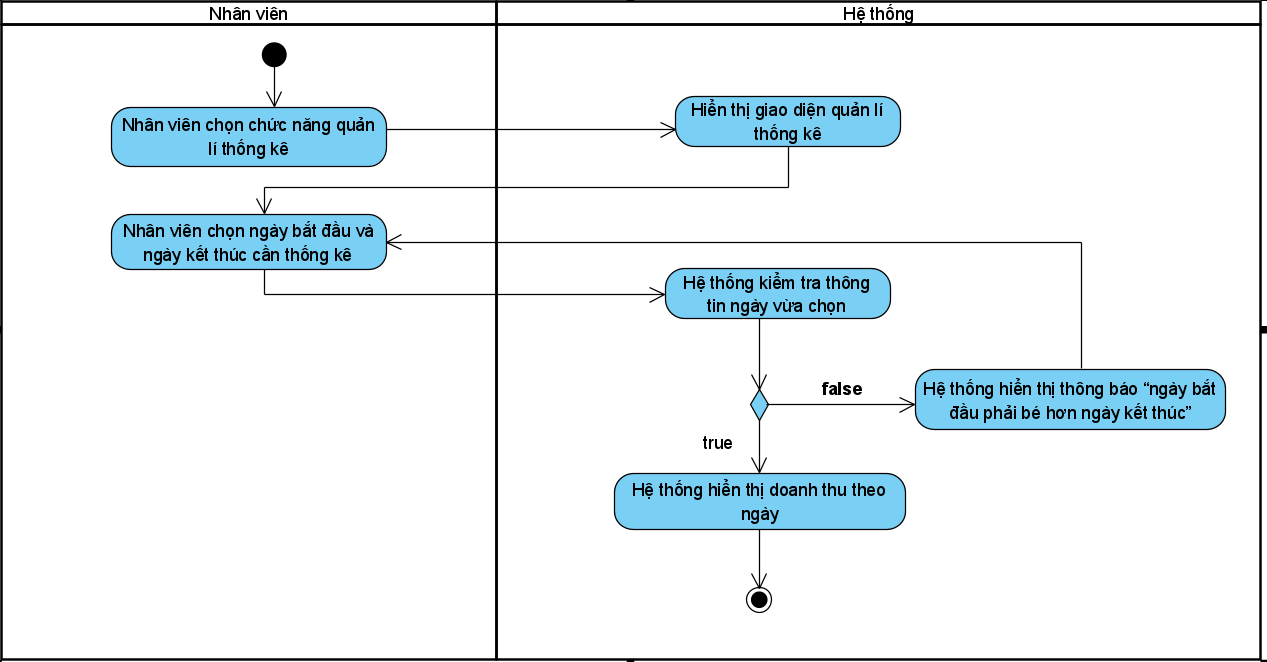 Nhân viên
Hệ thống
Nhân viên chọn chức năng quản
lí thống kê
Hiển thị giao diện quản lí
thống kê
Nhân viên chọn ngày bắt đầu và
ngày kết thúc cần thống kê
Hệ thống kiểm tra thông
tin ngày vừa chọn
false
Hệ thống hiển thị thông báo “ngày bắt
đầu phải bé hơn ngày kết thúc”
true
Hệ thống hiển thị doanh thu theo
ngày